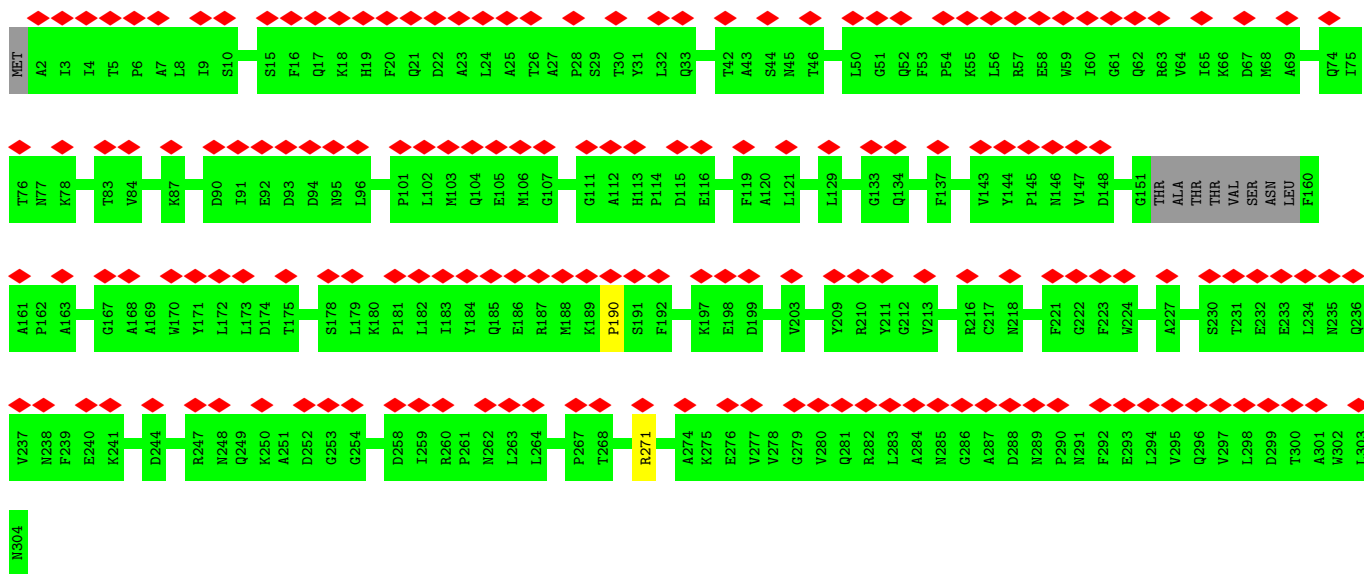 MET A2 I3 I4 T5 P6 A7 L8 I9 S10 S15 F16 Q17 K18 H19 F20 Q21 D22 A23 L24 A25 T26 A27 P28 S29 T30 Y31 L32 Q33 T42 A43 S44 N45 T46 L50 G51 Q52 F53 P54 K55 L56 R57 E58 W59 I60 G61 Q62 R63 V64 I65 K66 D67 M68 A69 Q74 I75
T76 N77 K78 T83 V84 K87 D90 I91 E92 D93 D94 N95 L96 P101 L102 M103 Q104 E105 M106 G107 G111 A112 H113 P114 D115 E116 F119 A120 L121 L129 G133 Q134 F137 V143 Y144 P145 N146 V147 D148 G151 THR ALA THR THR VAL SER ASN LEU F160
A161 P162 A163 G167 A168 A169 W170 Y171 L172 L173 D174 T175 S178 L179 K180 P181 L182 I183 Y184 Q185 E186 R187 M188 K189 P190 S191 F192 K197 E198 D199 V203 Y209 R210 Y211 G212 V213 R216 C217 N218 F221 G222 F223 W224 A227 S230 T231 E232 E233 L234 N235 Q236
V237 N238 F239 E240 K241 D244 R247 N248 Q249 K250 A251 D252 G253 G254 D258 I259 R260 P261 N262 L263 L264 P267 T268 R271 A274 K275 E276 V277 V278 G279 V280 Q281 R282 L283 A284 N285 G286 A287 D288 N289 P290 N291 F292 E293 L294 V295 Q296 V297 L298 D299 T300 A301 W302 L303
N304